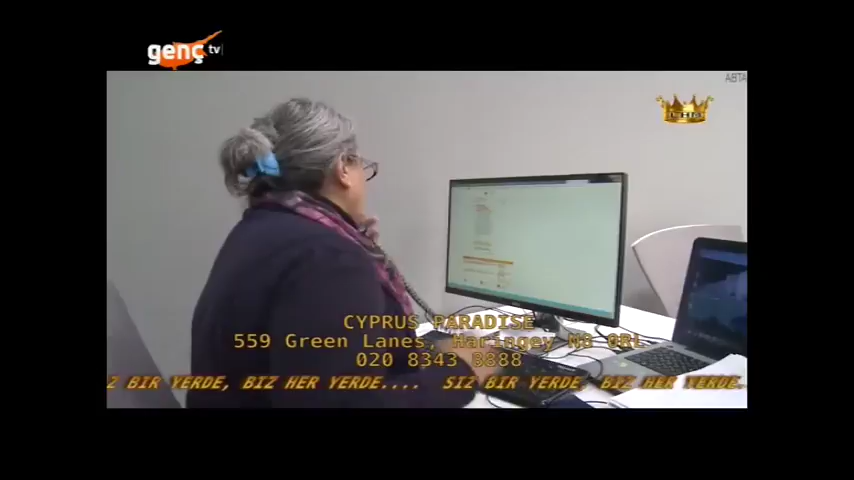 genç tv
ABTA
CYPRUS PARADISE
559 Green Lanes, Haringey N8 0RL
020 8343 8888
Z BIR YERDE, BIZ HER YERDE.... SIZ BIR YERDE, BIZ HER YERDE.